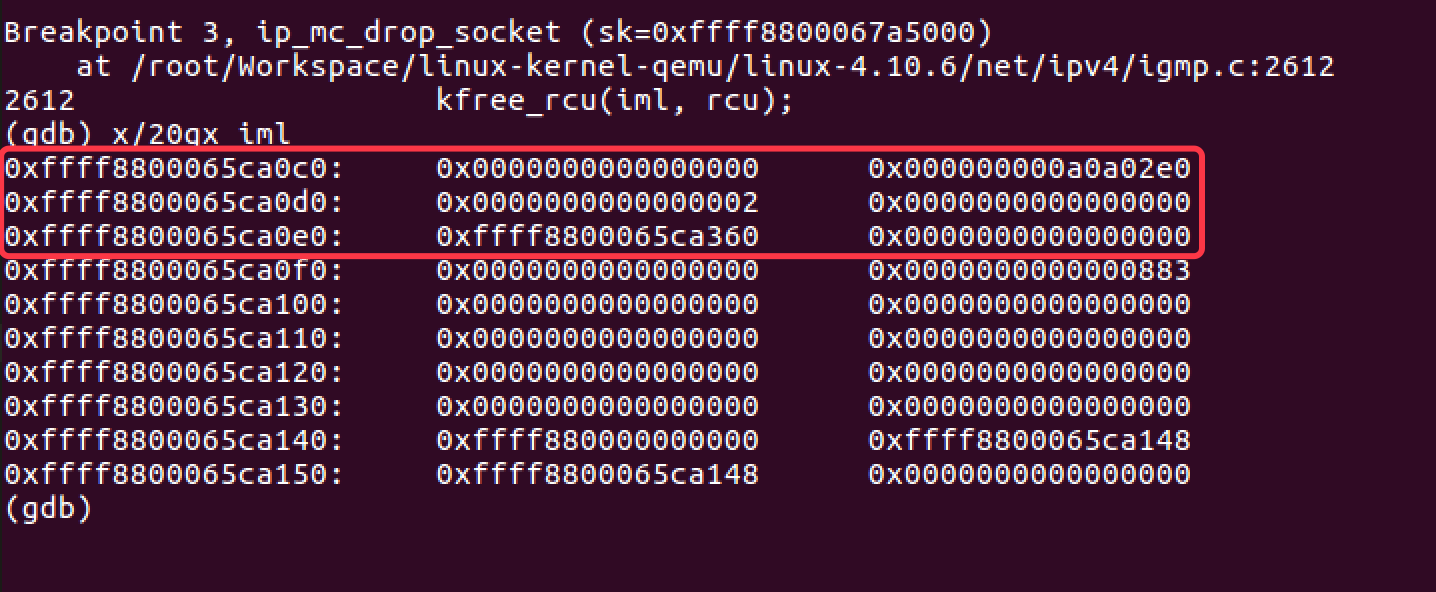 Breakpoint 3, ip_mc_drop_socket (sk=0xffff8800067a5000)
    at /root/Workspace/linux-kernel-qemu/linux-4.10.6/net/ipv4/igmp.c:2612
2612                    kfree_rcu(iml, rcu);
(gdb) x/20gx iml
0xffff8800065ca0c0:     0x0000000000000000      0x000000000a0a02e0
0xffff8800065ca0d0:     0x0000000000000002      0x0000000000000000
0xffff8800065ca0e0:     0xffff8800065ca360      0x0000000000000000
0xffff8800065ca0f0:     0x0000000000000000      0x0000000000000883
0xffff8800065ca100:     0x0000000000000000      0x0000000000000000
0xffff8800065ca110:     0x0000000000000000      0x0000000000000000
0xffff8800065ca120:     0x0000000000000000      0x0000000000000000
0xffff8800065ca130:     0x0000000000000000      0x0000000000000000
0xffff8800065ca140:     0xffff880000000000      0xffff8800065ca148
0xffff8800065ca150:     0xffff8800065ca148      0x0000000000000000
(gdb)